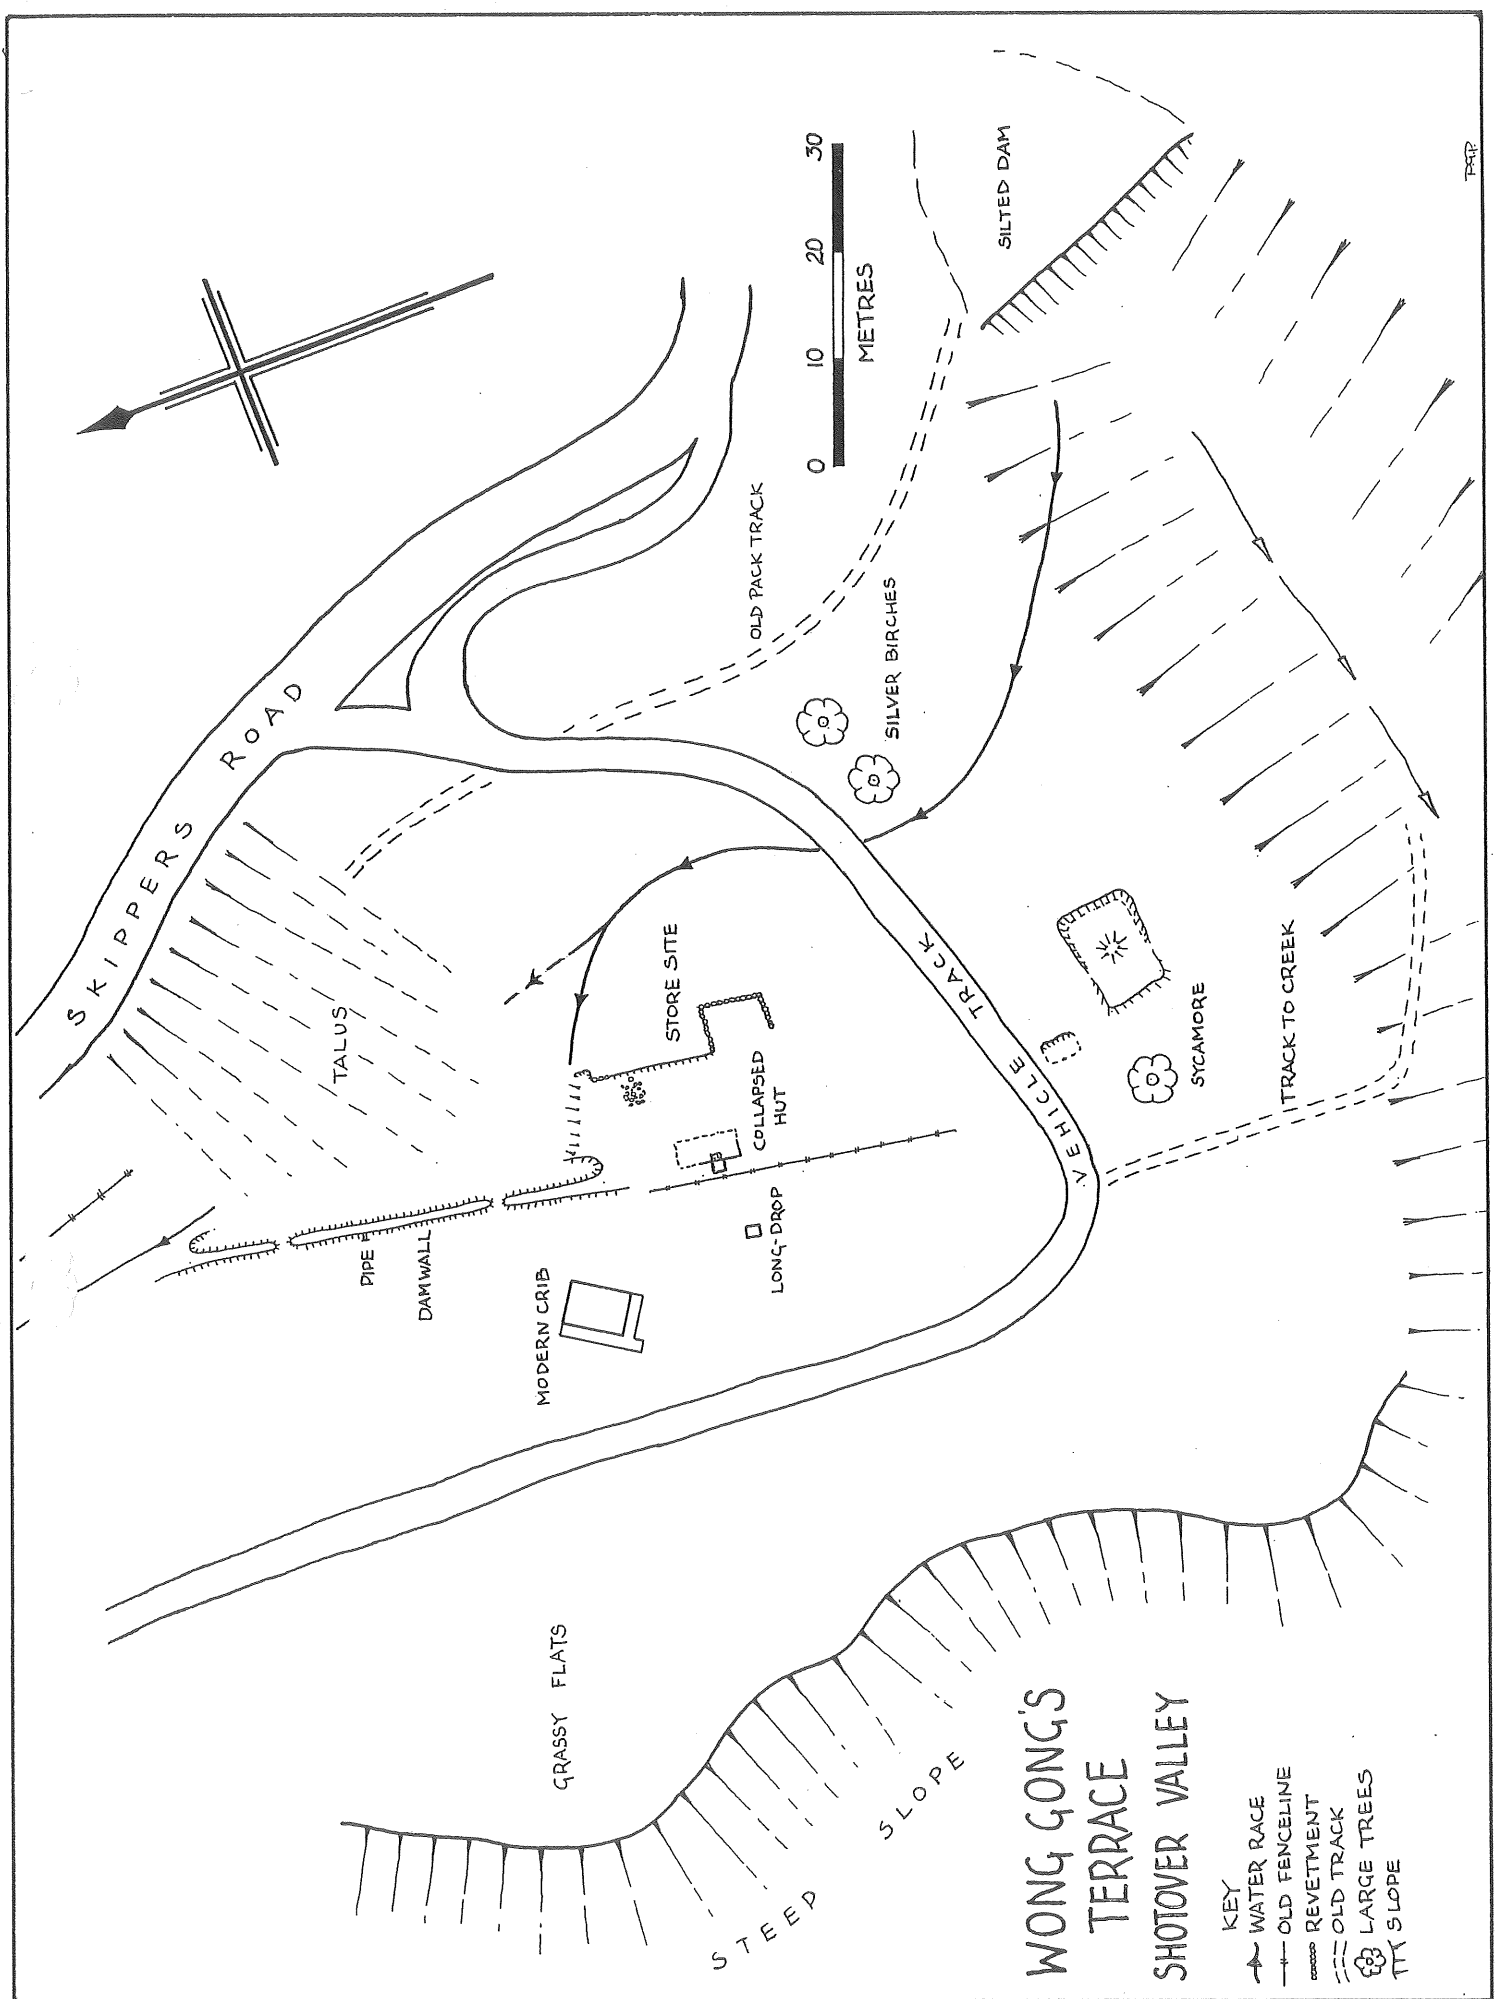 SKIPPERS ROAD
TALUS
PIPE
DAM WALL
MODERN CRIB
GRASSY FLATS
STORE SITE
COLLAPSED
HUT
LONG-DROP
OLD PACK TRACK
SILVER BIRCHES
0 10 20 30
METRES
SILTED DAM
VEHICLE TRACK
SYCAMORE
TRACK TO CREEK
STEEP SLOPE
WONG GONG'S
TERRACE
SHOTOVER VALLEY
KEY
WATER RACE
OLD FENCELINE
REVETMENT
OLD TRACK
LARGE TREES
SLOPE